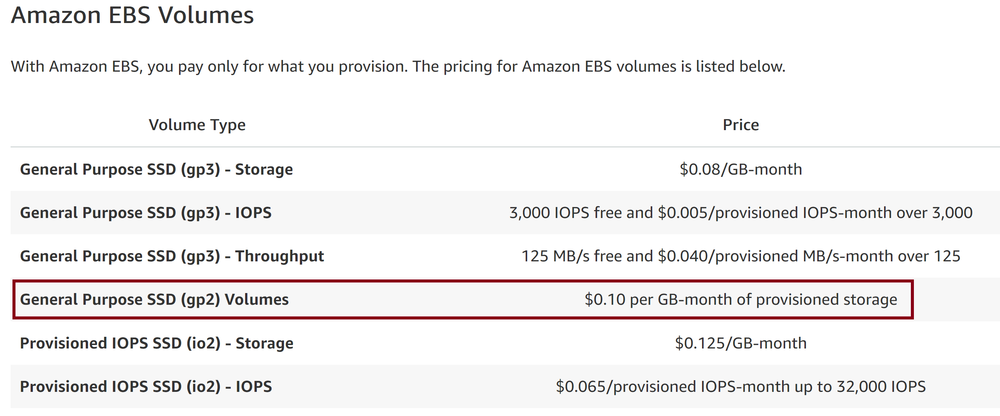 Amazon EBS Volumes
With Amazon EBS, you pay only for what you provision. The pricing for Amazon EBS volumes is listed below.
Volume Type Price
General Purpose SSD (gp3) - Storage $0.08/GB-month
General Purpose SSD (gp3) - IOPS 3,000 IOPS free and $0.005/provisioned IOPS-month over 3,000
General Purpose SSD (gp3) - Throughput 125 MB/s free and $0.040/provisioned MB/s-month over 125
General Purpose SSD (gp2) Volumes $0.10 per GB-month of provisioned storage
Provisioned IOPS SSD (io2) - Storage $0.125/GB-month
Provisioned IOPS SSD (io2) - IOPS $0.065/provisioned IOPS-month up to 32,000 IOPS